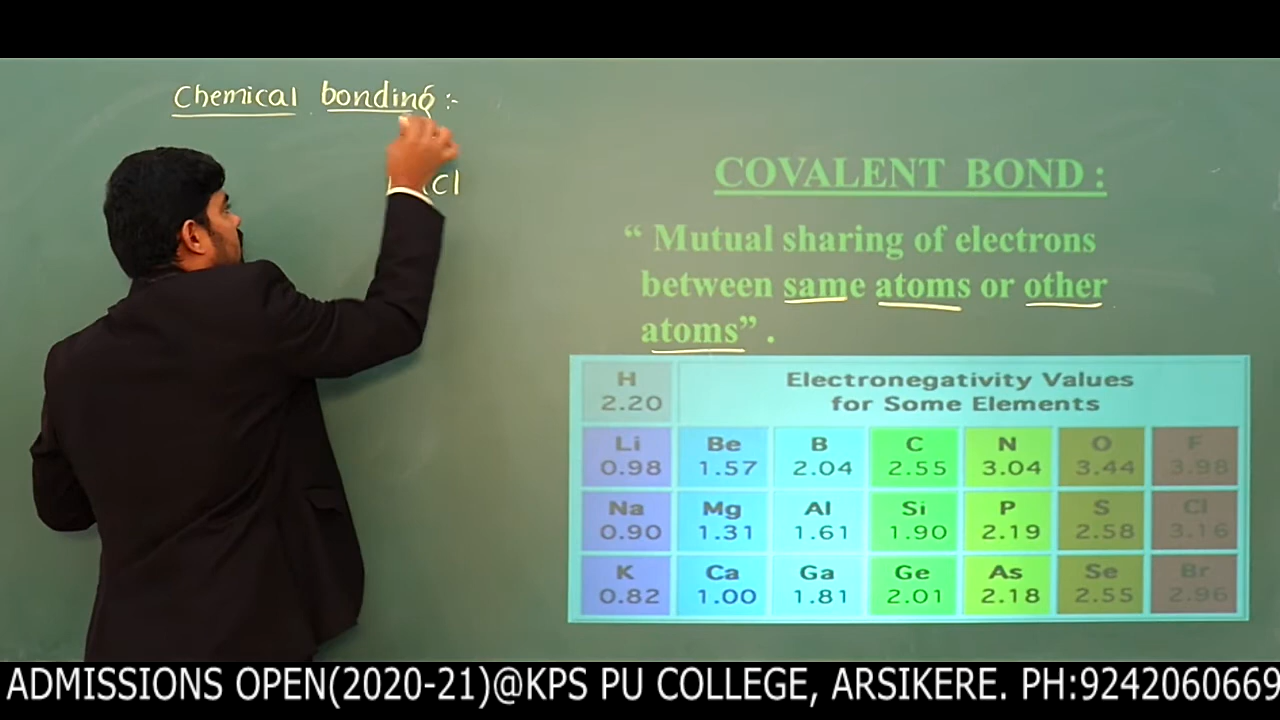 Chemical bonding :-
Cl
COVALENT BOND :
“ Mutual sharing of electrons
between same atoms or other
atoms” .
H Electronegativity Values
2.20 for Some Elements
Li Be B C N O F
0.98 1.57 2.04 2.55 3.04 3.44 3.98
Na Mg Al Si P S Cl
0.90 1.31 1.61 1.90 2.19 2.58 3.16
K Ca Ga Ge As Se Br
0.82 1.00 1.81 2.01 2.18 2.55 2.96
ADMISSIONS OPEN(2020-21)@KPS PU COLLEGE, ARSIKERE. PH:9242060669